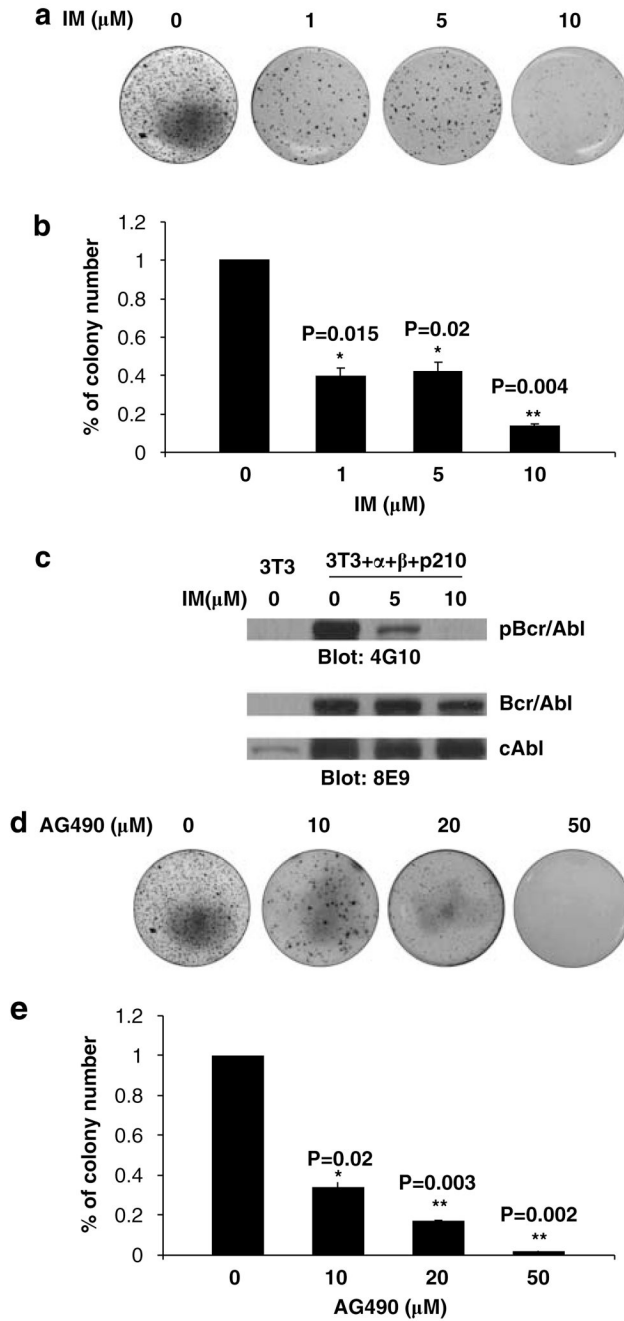 a IM (µM) 0 1 5 10
b
% of colony number
1.2
1
0.8
0.6
0.4
0.2
0
P=0.015
*
P=0.02
*
P=0.004
**
0 1 5 10
IM (µM)
c
3T3 3T3+α+β+p210
IM(µM) 0 0 5 10
pBcr/Abl
Blot: 4G10
Bcr/Abl
cAbl
Blot: 8E9
d AG490 (µM) 0 10 20 50
e
% of colony number
1.2
1
0.8
0.6
0.4
0.2
0
P=0.02
*
P=0.003
**
P=0.002
**
0 10 20 50
AG490 (µM)